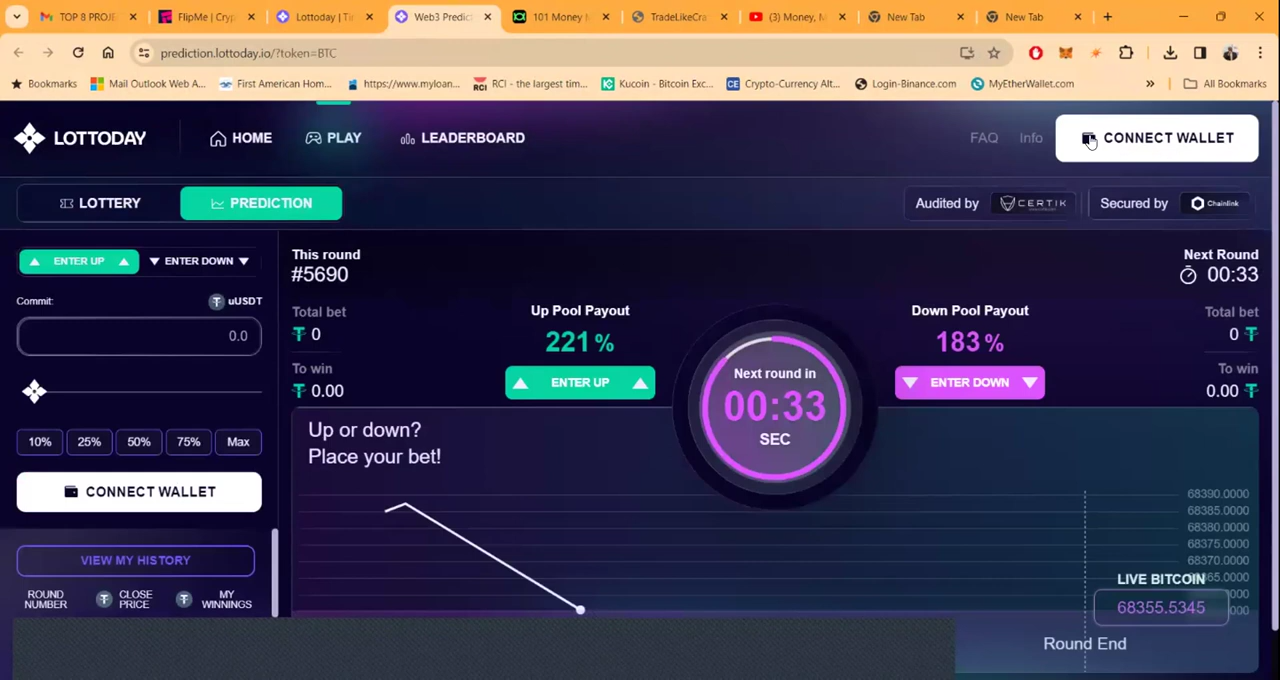 TOP 8 PROJE
FlipMe | Cryp
Lottoday | Tir
Web3 Predic
101 Money M
TradeLikeCra
(3) Money, M
New Tab
New Tab
prediction.lottoday.io/?token=BTC
Bookmarks
Mail Outlook Web A...
First American Hom...
https://www.myloan...
RCI - the largest tim...
Kucoin - Bitcoin Exc...
Crypto-Currency Alt...
Login-Binance.com
MyEtherWallet.com
»
All Bookmarks
LOTTODAY
HOME
PLAY
LEADERBOARD
FAQ
Info
CONNECT WALLET
LOTTERY
PREDICTION
Audited by
CERTIK
Secured by
Chainlink
ENTER UP
ENTER DOWN
Commit:
uUSDT
0.0
10%
25%
50%
75%
Max
CONNECT WALLET
VIEW MY HISTORY
ROUND
NUMBER
CLOSE
PRICE
MY
WINNINGS
This round
#5690
Next Round
00:33
Total bet
0
To win
0.00
Up Pool Payout
221 %
ENTER UP
Next round in
00:33
SEC
Down Pool Payout
183 %
ENTER DOWN
Total bet
0
To win
0.00
Up or down?
Place your bet!
68390.0000
68385.0000
68380.0000
68375.0000
68370.0000
LIVE BITCOIN
68355.5345
Round End